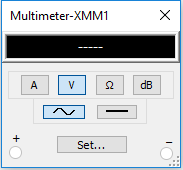 Multimeter-XMM1
-----
A V Ω dB
+ Set... −